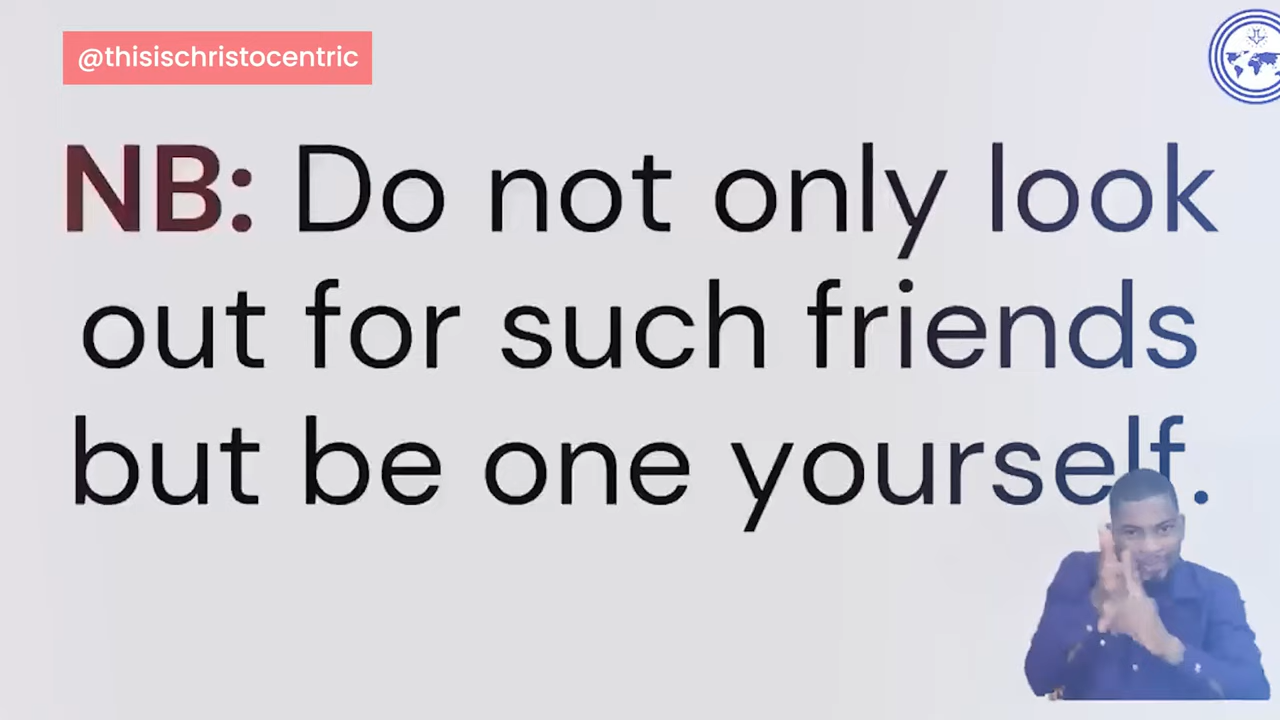 @thisischristocentric
NB: Do not only look
out for such friends
but be one yourself.